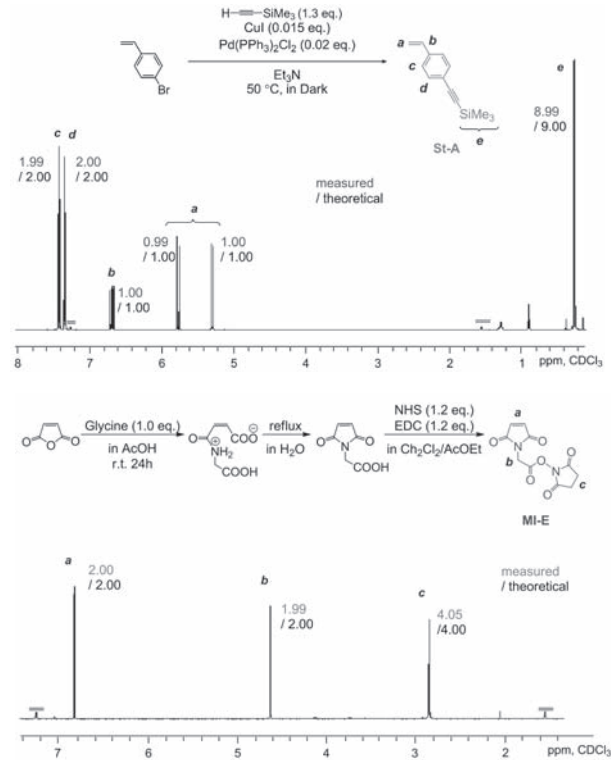 H SiMe3 (1.3 eq.)
CuI (0.015 eq.)
Pd(PPh3)2Cl2 (0.02 eq.)
Et3N
50 °C, in Dark
Br
a b
c
d
SiMe3
St-A e
e
8.99
/ 9.00
c d
1.99
/ 2.00
2.00
/ 2.00
measured
/ theoretical
a
0.99
/ 1.00
1.00
/ 1.00
b
1.00
/ 1.00
8 7 6 5 4 3 2 1 ppm, CDCl3
O O O
Glycine (1.0 eq.)
in AcOH
r.t. 24h
O COO⊖
⊕NH2
COOH
reflux
in H2O
O N O
COOH
NHS (1.2 eq.)
EDC (1.2 eq.)
in Ch2Cl2/AcOEt
a
O N O
b O O
O N
O c
MI-E
a
2.00
/ 2.00
b
1.99
/ 2.00
c
4.05
/4.00
measured
/ theoretical
7 6 5 4 3 2 ppm, CDCl3